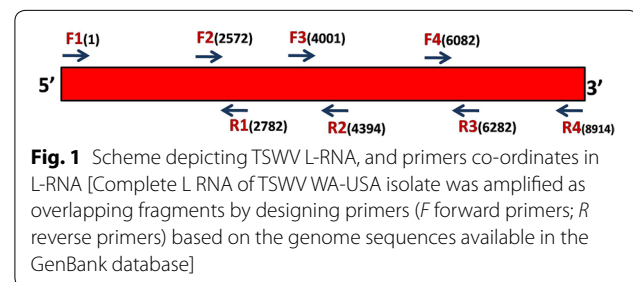 F1(1) F2(2572) F3(4001) F4(6082)
5’ 3’
R1(2782) R2(4394) R3(6282) R4(8914)
Fig. 1 Scheme depicting TSWV L-RNA, and primers co-ordinates in
L-RNA [Complete L RNA of TSWV WA-USA isolate was amplified as
overlapping fragments by designing primers (F forward primers; R
reverse primers) based on the genome sequences available in the
GenBank database]